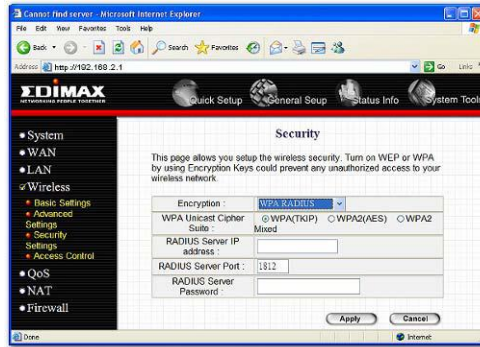 Cannot find server - Microsoft Internet Explorer
File Edit View Favorites Tools Help
Back Search Favorites
Address http://192.168.2.1 Go Links
EDIMAX
NETWORKING PEOPLE TOGETHER
Quick Setup General Seup Status Info System Tools
System
WAN
LAN
Wireless
Basic Settings
Advanced
Settings
Security
Settings
Access Control
QoS
NAT
Firewall
Security
This page allows you setup the wireless security. Turn on WEP or WPA
by using Encryption Keys could prevent any unauthorized access to your
wireless network.
Encryption : WPA RADIUS
WPA Unicast Cipher WPA(TKIP) WPA2(AES) WPA2
Suite : Mixed
RADIUS Server IP
address :
RADIUS Server Port : 1812
RADIUS Server
Password :
Apply Cancel
Done Internet